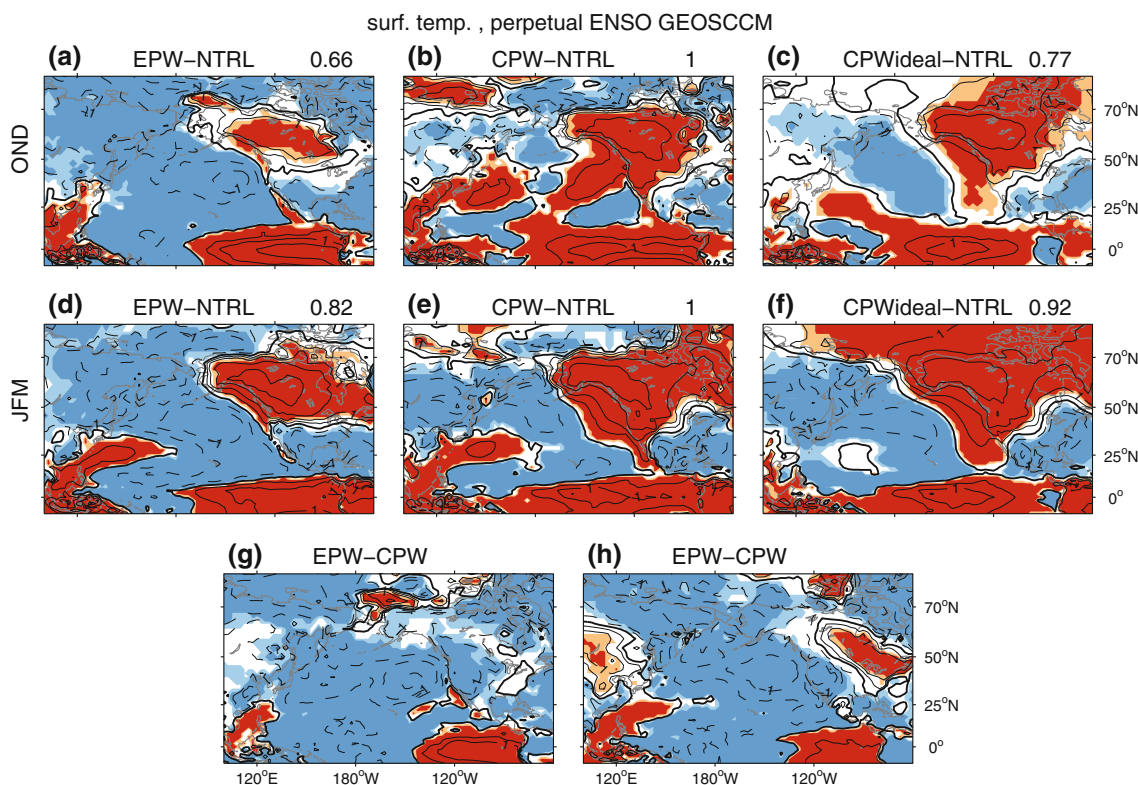 surf. temp. , perpetual ENSO GEOSCCM
(a) EPW−NTRL 0.66
(b) CPW−NTRL 1
(c) CPWideal−NTRL 0.77
OND
70°N
50°N
25°N
0°
(d) EPW−NTRL 0.82
(e) CPW−NTRL 1
(f) CPWideal−NTRL 0.92
JFM
70°N
50°N
25°N
0°
(g) EPW−CPW
(h) EPW−CPW
70°N
50°N
25°N
0°
120°E 180°W 120°W
120°E 180°W 120°W